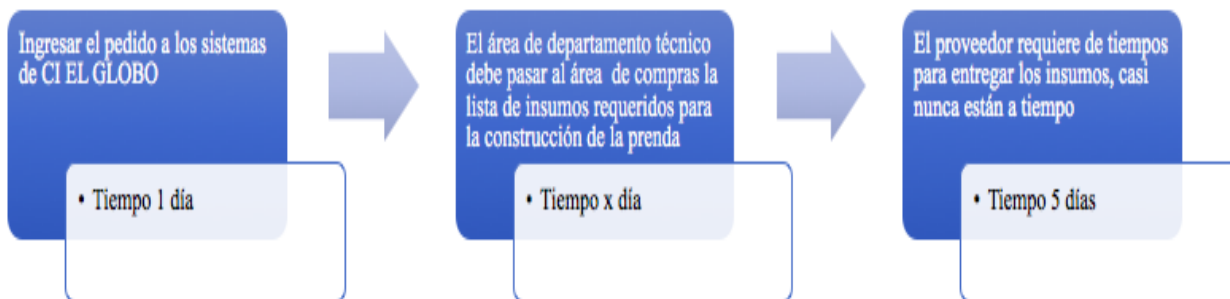 Ingresar el pedido a los sistemas
de CI EL GLOBO
• Tiempo 1 día
El área de departamento técnico
debe pasar al área de compras la
lista de insumos requeridos para
la construcción de la prenda
• Tiempo x día
El proveedor requiere de tiempos
para entregar los insumos, casi
nunca están a tiempo
• Tiempo 5 días